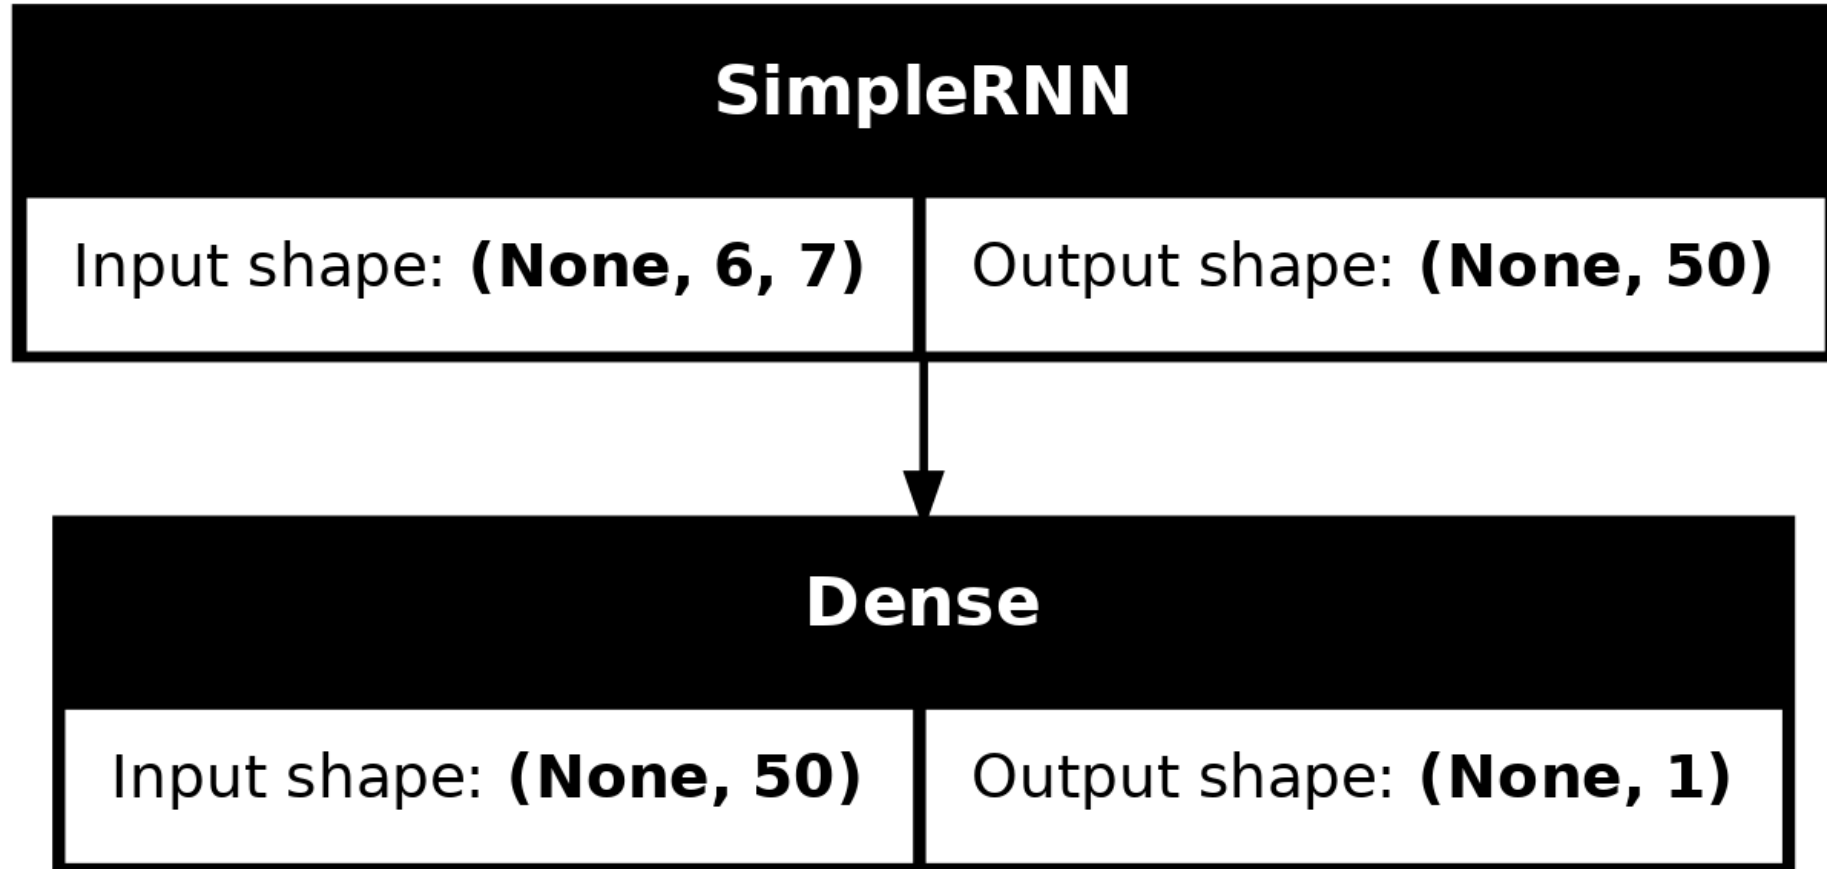 SimpleRNN
Input shape: (None, 6, 7) Output shape: (None, 50)
Dense
Input shape: (None, 50) Output shape: (None, 1)